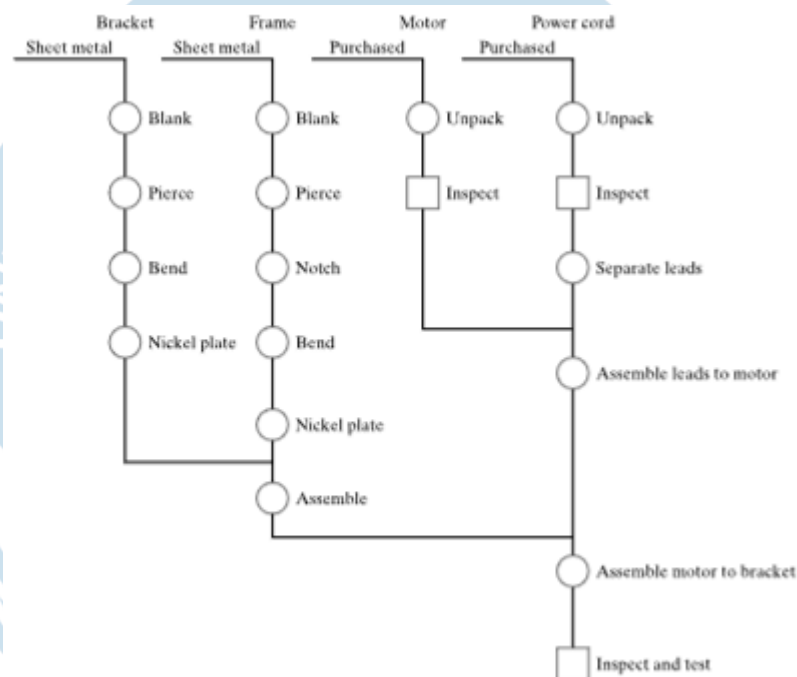 Bracket Frame Motor Power cord
Sheet metal Sheet metal Purchased Purchased
Blank Blank Unpack Unpack
Pierce Pierce Inspect Inspect
Bend Notch Separate leads
Nickel plate Bend
Assemble leads to motor
Nickel plate
Assemble
Assemble motor to bracket
Inspect and test